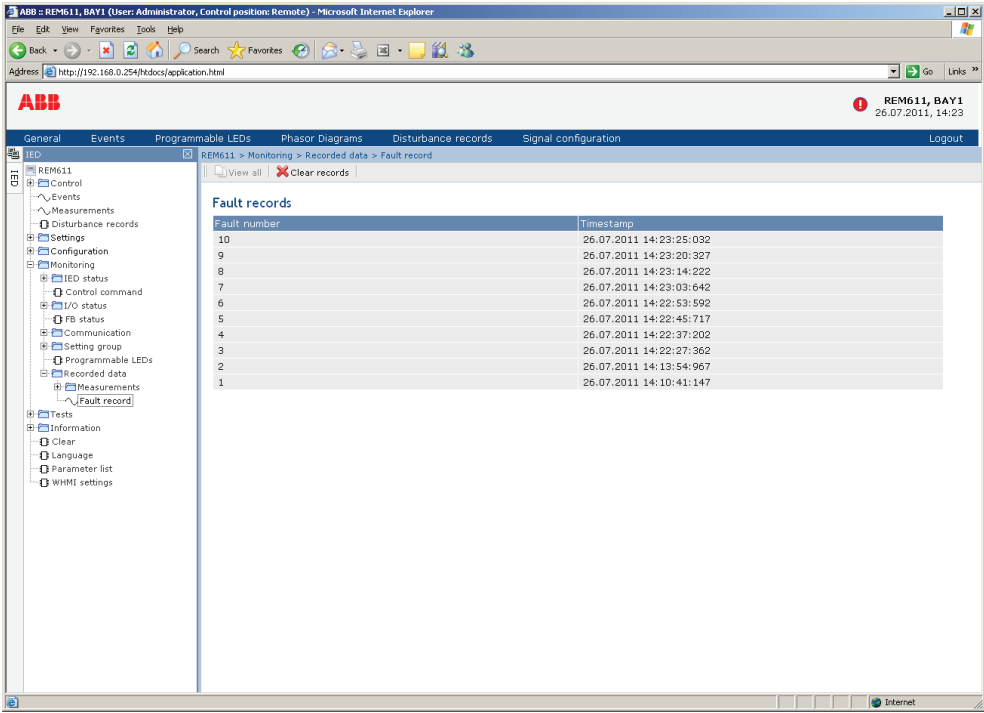 ABB :: REM611, BAY1 (User: Administrator, Control position: Remote) - Microsoft Internet Explorer
File Edit View Favorites Tools Help
Back Search Favorites
Address http://192.168.0.254/htdocs/application.html Go Links »
ABB
REM611, BAY1
26.07.2011, 14:23
General Events Programmable LEDs Phasor Diagrams Disturbance records Signal configuration Logout
IED
IED
REM611 > Monitoring > Recorded data > Fault record
View all Clear records
REM611
Control
Events
Measurements
Disturbance records
Settings
Configuration
Monitoring
IED status
Control command
I/O status
FB status
Communication
Setting group
Programmable LEDs
Recorded data
Measurements
Fault record
Tests
Information
Clear
Language
Parameter list
WHMI settings
Fault records
Fault number Timestamp
10 26.07.2011 14:23:25:032
9 26.07.2011 14:23:20:327
8 26.07.2011 14:23:14:222
7 26.07.2011 14:23:03:642
6 26.07.2011 14:22:53:592
5 26.07.2011 14:22:45:717
4 26.07.2011 14:22:37:202
3 26.07.2011 14:22:27:362
2 26.07.2011 14:13:54:967
1 26.07.2011 14:10:41:147
Internet